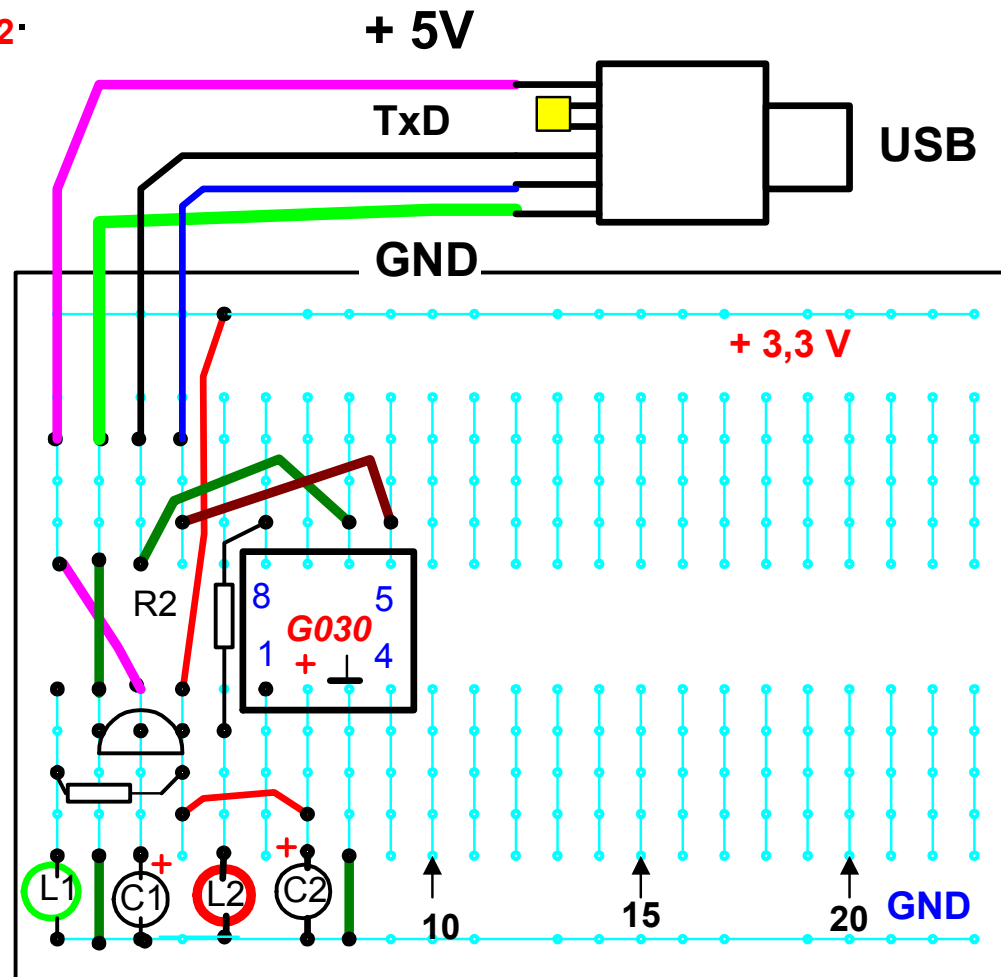 2.
+ 5V
TxD
USB
GND
+ 3,3 V
R2
8
5
G030
1
+
4
+
+
L1
C1
L2
C2
10
15
20
GND